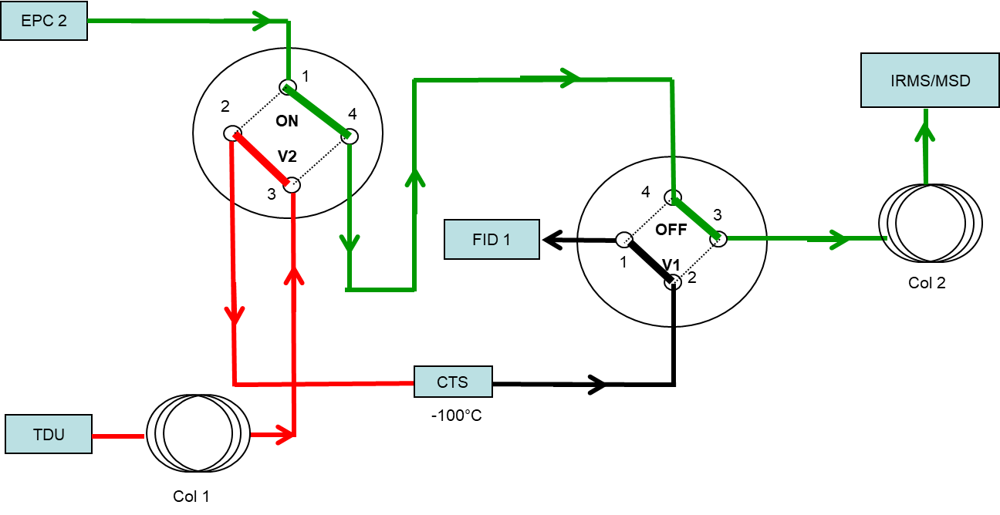 EPC 2
1
2
ON
4
V2
3
IRMS/MSD
4
3
OFF
FID 1
1
V1
2
Col 2
CTS
-100°C
TDU
Col 1